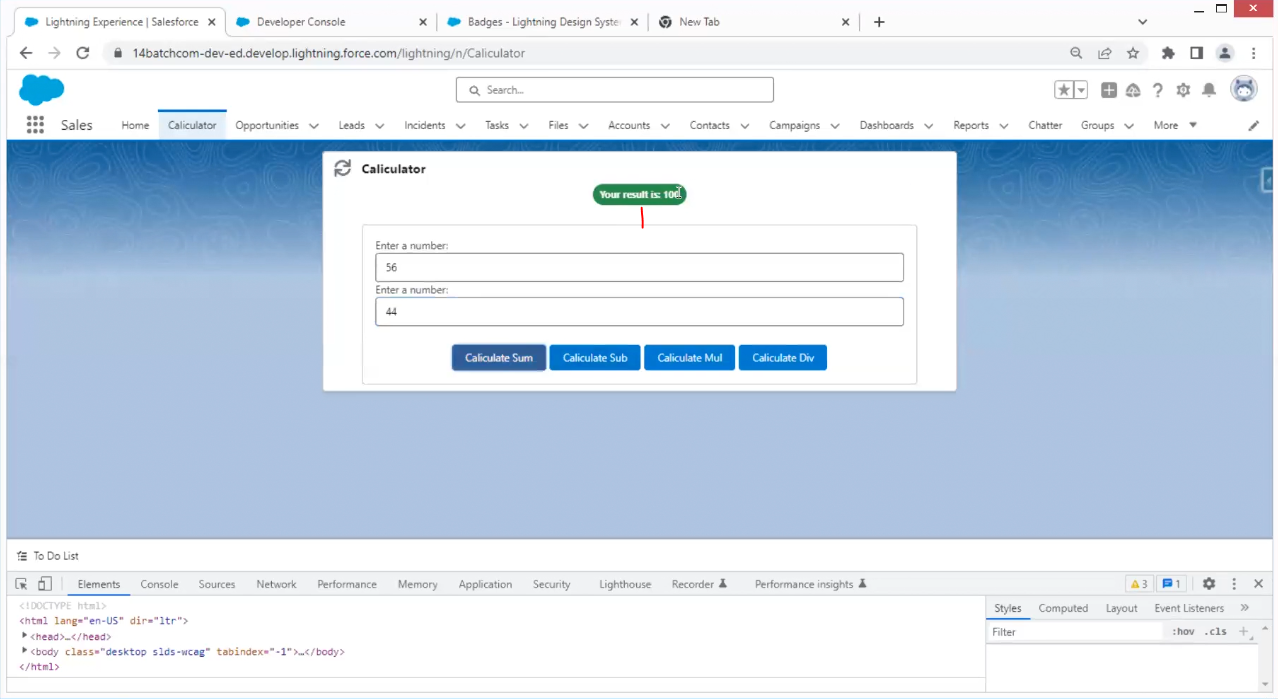 Lightning Experience | Salesforce
Developer Console
Badges - Lightning Design Syste
New Tab
14batchcom-dev-ed.develop.lightning.force.com/lightning/n/Calculator
Search...
Sales
Home
Calculator
Opportunities
Leads
Incidents
Tasks
Files
Accounts
Contacts
Campaigns
Dashboards
Reports
Chatter
Groups
More
Caliculator
Your result is: 100
Enter a number:
56
Enter a number:
44
Calculate Sum
Calculate Sub
Calculate Mul
Calculate Div
To Do List
Elements
Console
Sources
Network
Performance
Memory
Application
Security
Lighthouse
Recorder
Performance insights
3
1
<!DOCTYPE html>
<html lang="en-US" dir="ltr">
<head>…</head>
<body class="desktop slds-wcag" tabindex="-1">…</body>
</html>
Styles
Computed
Layout
Event Listeners
Filter
:hov
.cls